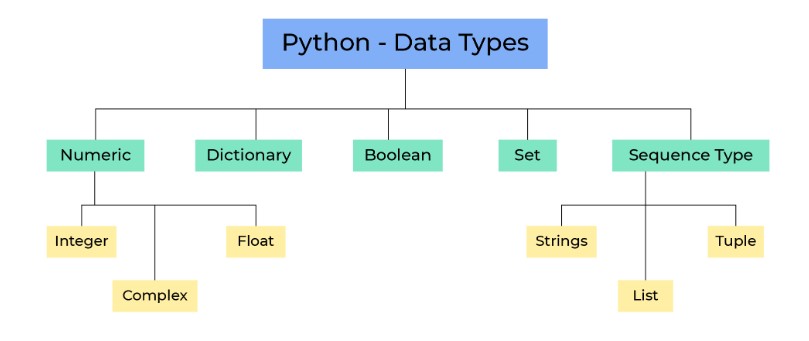 Python - Data Types
Numeric
Dictionary
Boolean
Set
Sequence Type
Integer
Float
Strings
Tuple
Complex
List